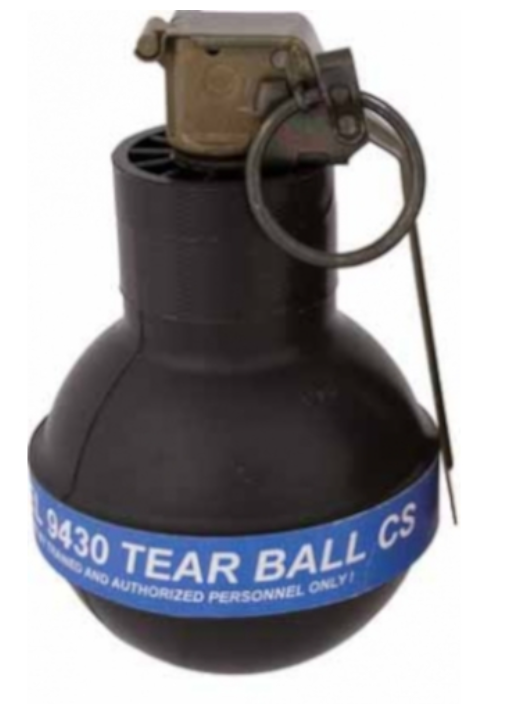 9430 TEAR BALL CS
TRAINED AND AUTHORIZED PERSONNEL ONLY!